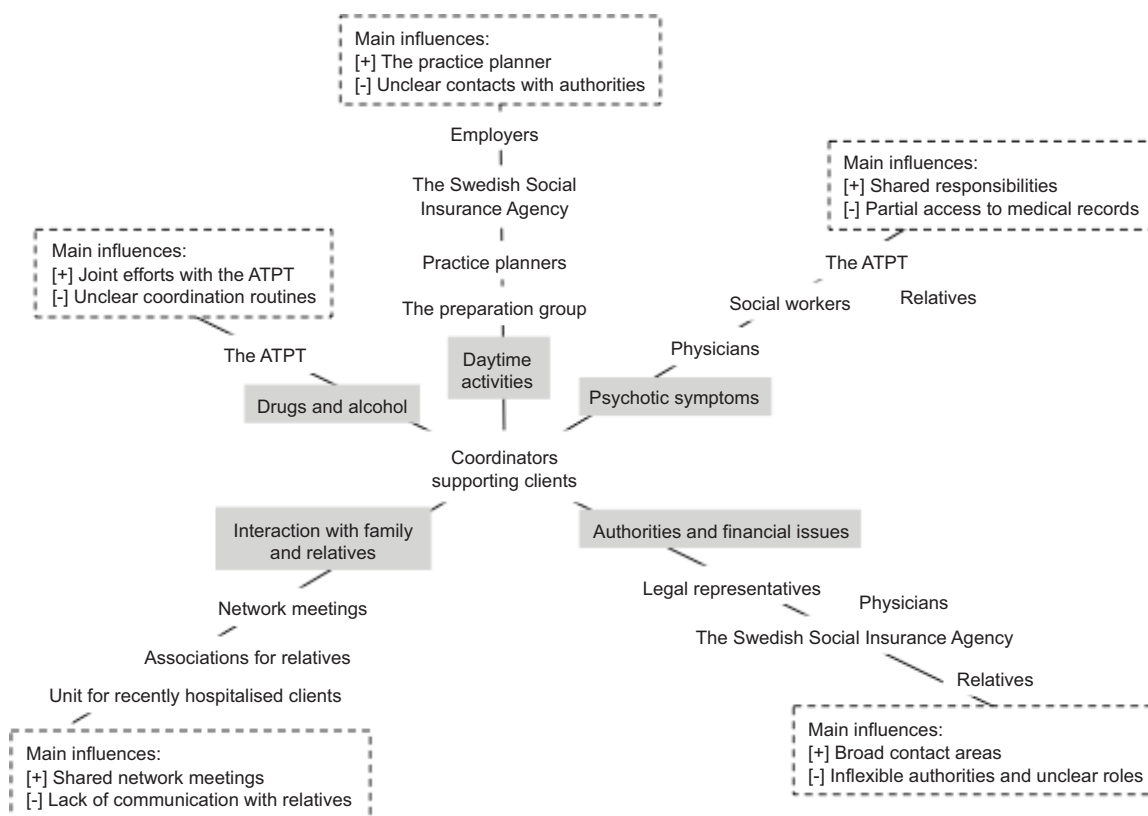 Main influences:
[+] The practice planner
[-] Unclear contacts with authorities
Employers
The Swedish Social
Insurance Agency
Practice planners
The preparation group
Daytime
activities
Main influences:
[+] Shared responsibilities
[-] Partial access to medical records
The ATPT
Relatives
Social workers
Physicians
Psychotic symptoms
Main influences:
[+] Joint efforts with the ATPT
[-] Unclear coordination routines
The ATPT
Drugs and alcohol
Coordinators
supporting clients
Interaction with family
and relatives
Network meetings
Associations for relatives
Unit for recently hospitalised clients
Main influences:
[+] Shared network meetings
[-] Lack of communication with relatives
Authorities and financial issues
Legal representatives
Physicians
The Swedish Social Insurance Agency
Relatives
Main influences:
[+] Broad contact areas
[-] Inflexible authorities and unclear roles